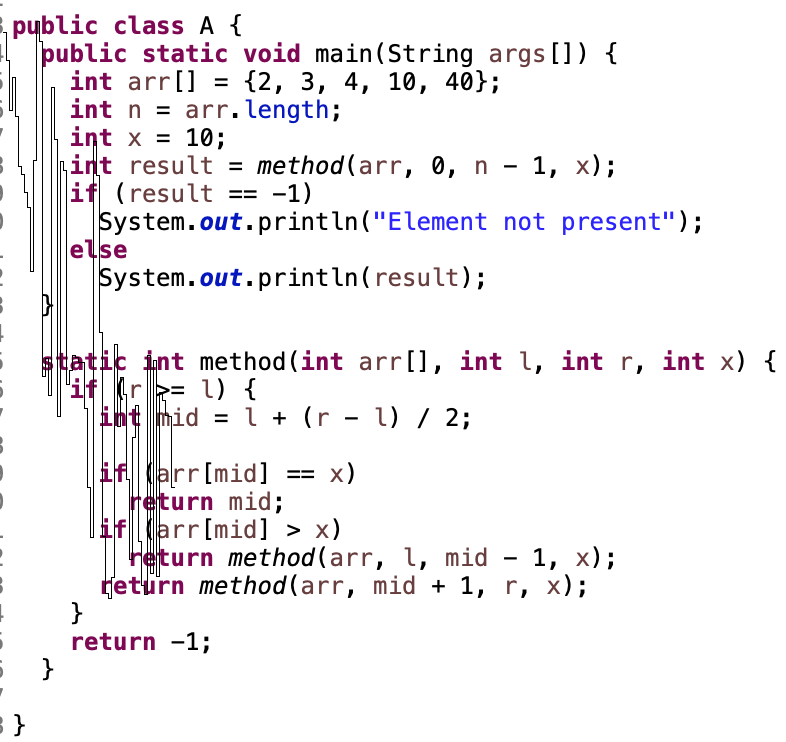 public class A {
public static void main(String args[]) {
int arr[] = {2, 3, 4, 10, 40};
int n = arr.length;
int x = 10;
int result = method(arr, 0, n - 1, x);
if (result == -1)
System.out.println("Element not present");
else
System.out.println(result);
}
static int method(int arr[], int l, int r, int x) {
if (r >= l) {
int mid = l + (r - l) / 2;
if (arr[mid] == x)
return mid;
if (arr[mid] > x)
return method(arr, l, mid - 1, x);
return method(arr, mid + 1, r, x);
}
return -1;
}
}